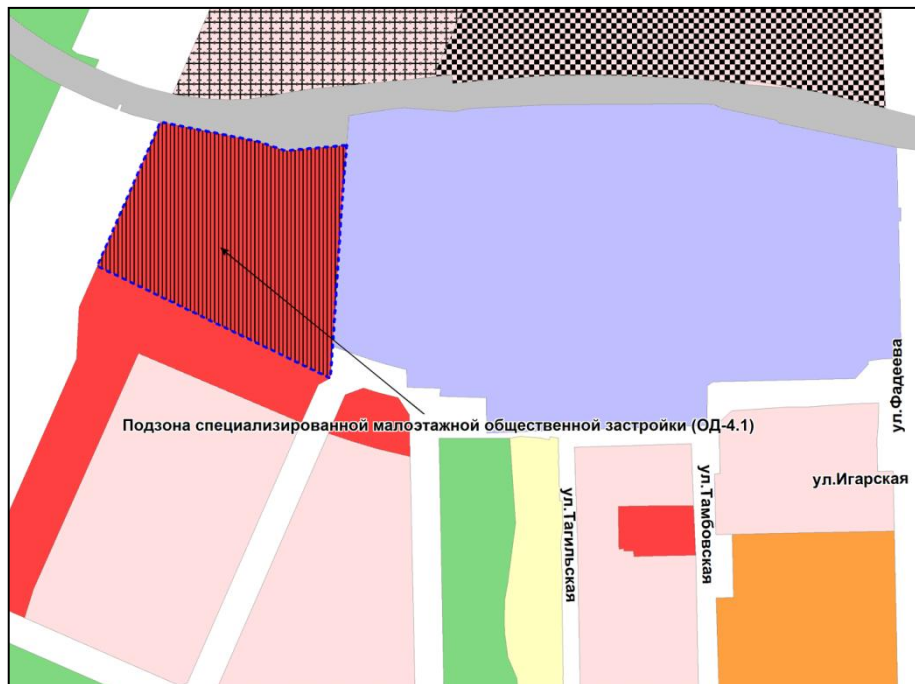 ул.Фадеева
Подзона специализированной малоэтажной общественной застройки (ОД-4.1)
ул.Игарская
ул.Тагильская
ул.Тамбовская